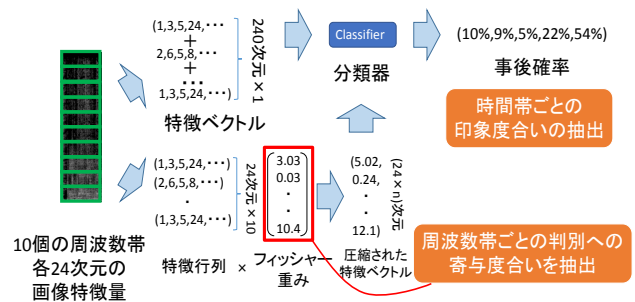 (1,3,5,24,・・・)
+
2,6,5,8,・・・)
+
・・・
1,3,5,24,・・・)
240次元×1
特徴ベクトル
Classifier
分類器
(10%,9%,5%,22%,54%)
事後確率
時間帯ごとの
印象度合いの抽出
(1,3,5,24,・・・)
(2,6,5,8,・・・)
・
(1,3,5,24,・・・)
24次元×10
3.03
0.03
・
・
10.4
(5.02,
0.24,
・
・
12.1)
(24×n)次元
10個の周波数帯
各24次元の
画像特徴量
特徴行列 × フィッシャー
重み
圧縮された
特徴ベクトル
周波数帯ごとの判別への
寄与度合いを抽出